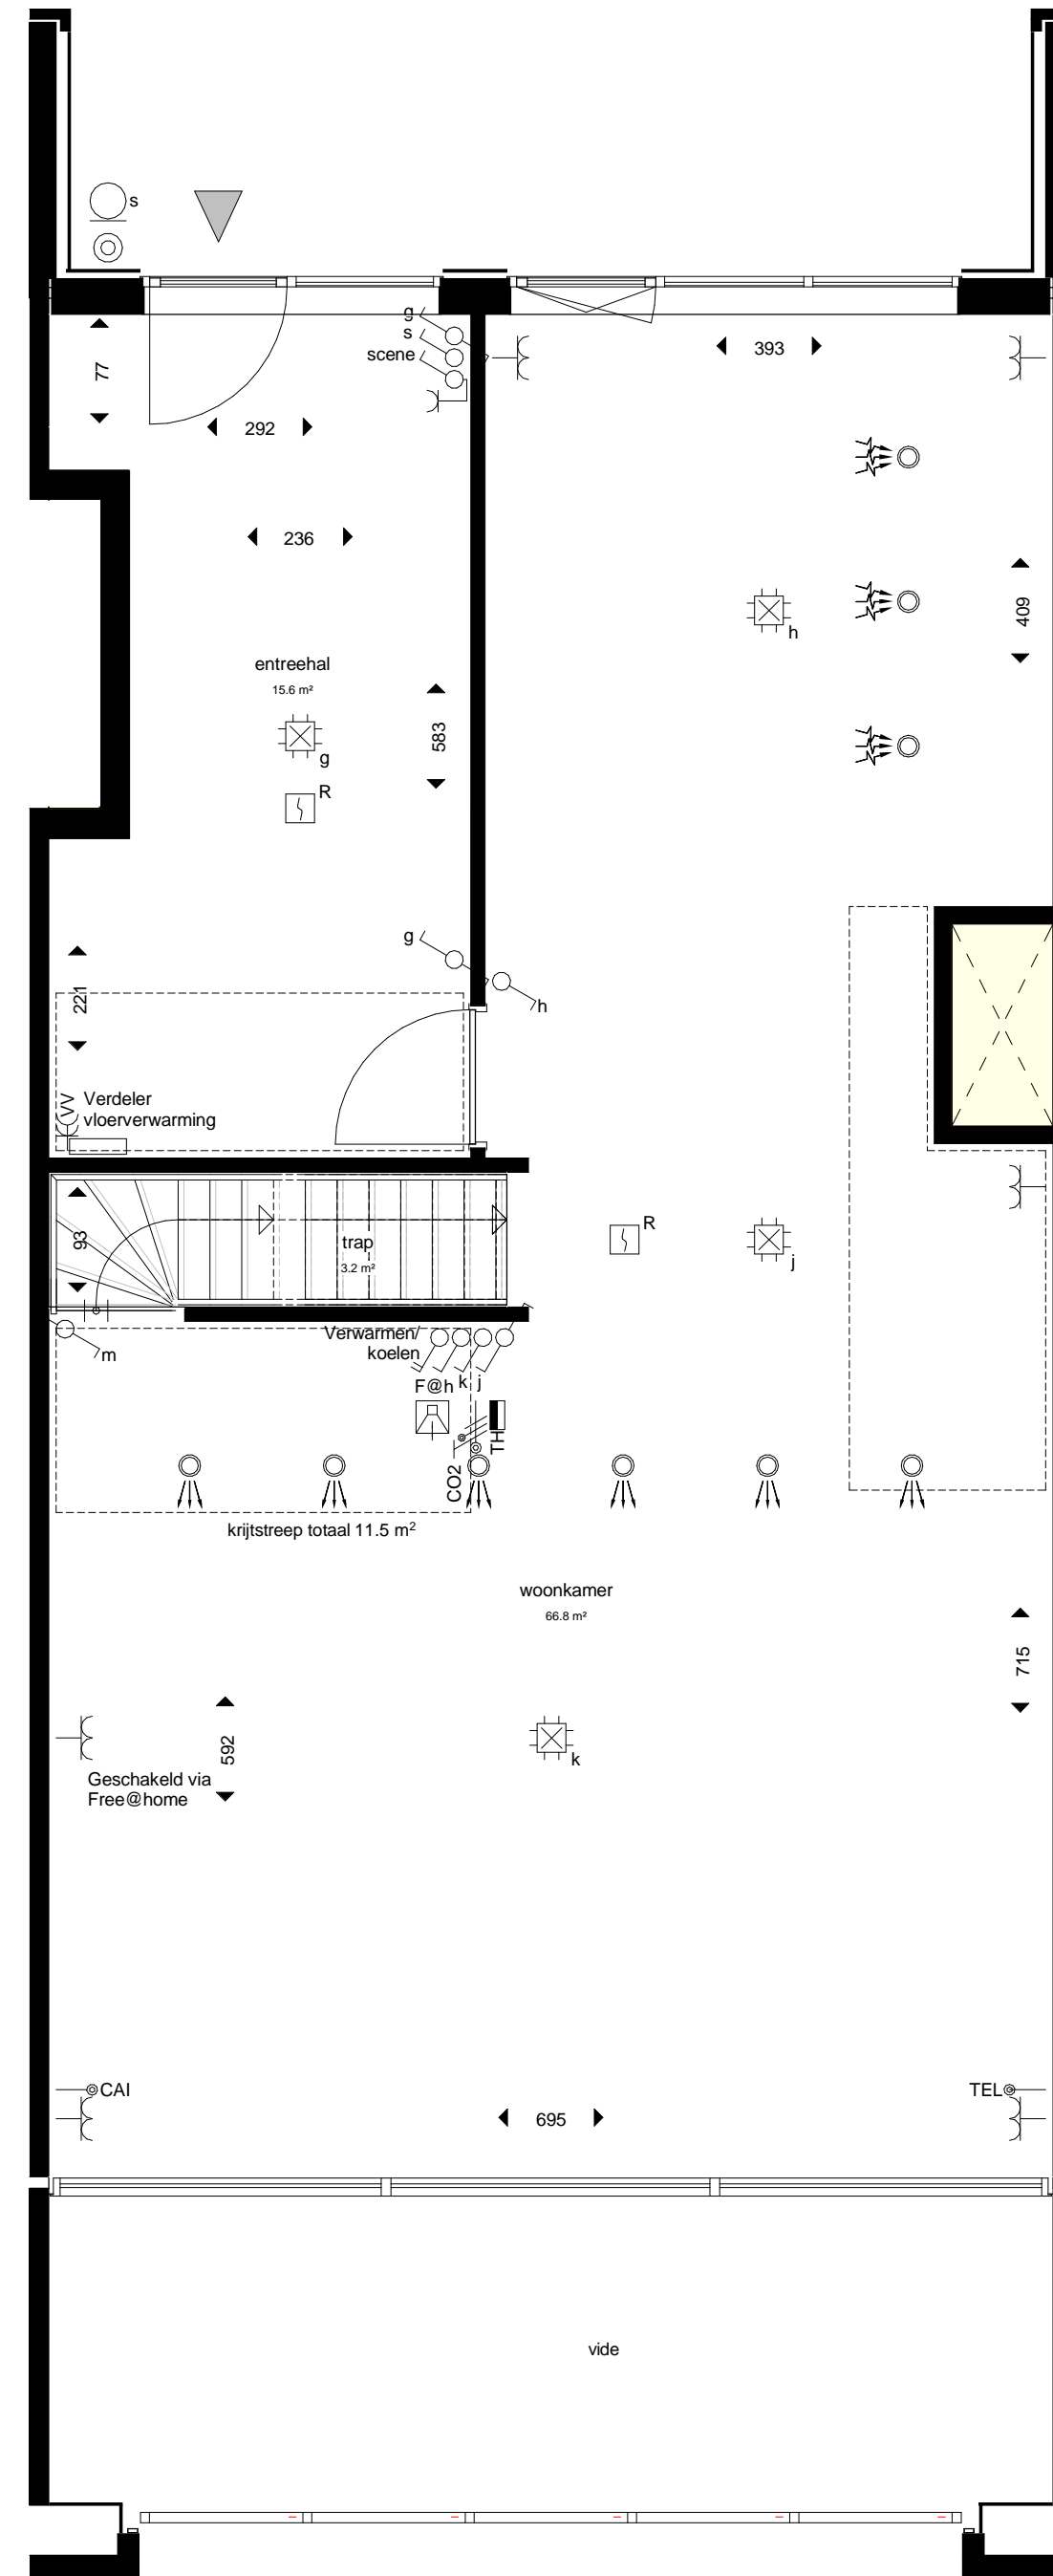 s
g
s
scene
77
292
393
236
409
h
entreehal
15.6 m²
583
g
R
g
h
221
VV
Verdeler
vloerverwarming
93
trap
3.2 m²
R
j
m
Verwarmen/
koelen
F@h
k
j
TH
CO2
krijtstreep totaal 11.5 m²
woonkamer
66.8 m²
715
592
k
Geschakeld via
Free@home
CAI
TEL
695
vide